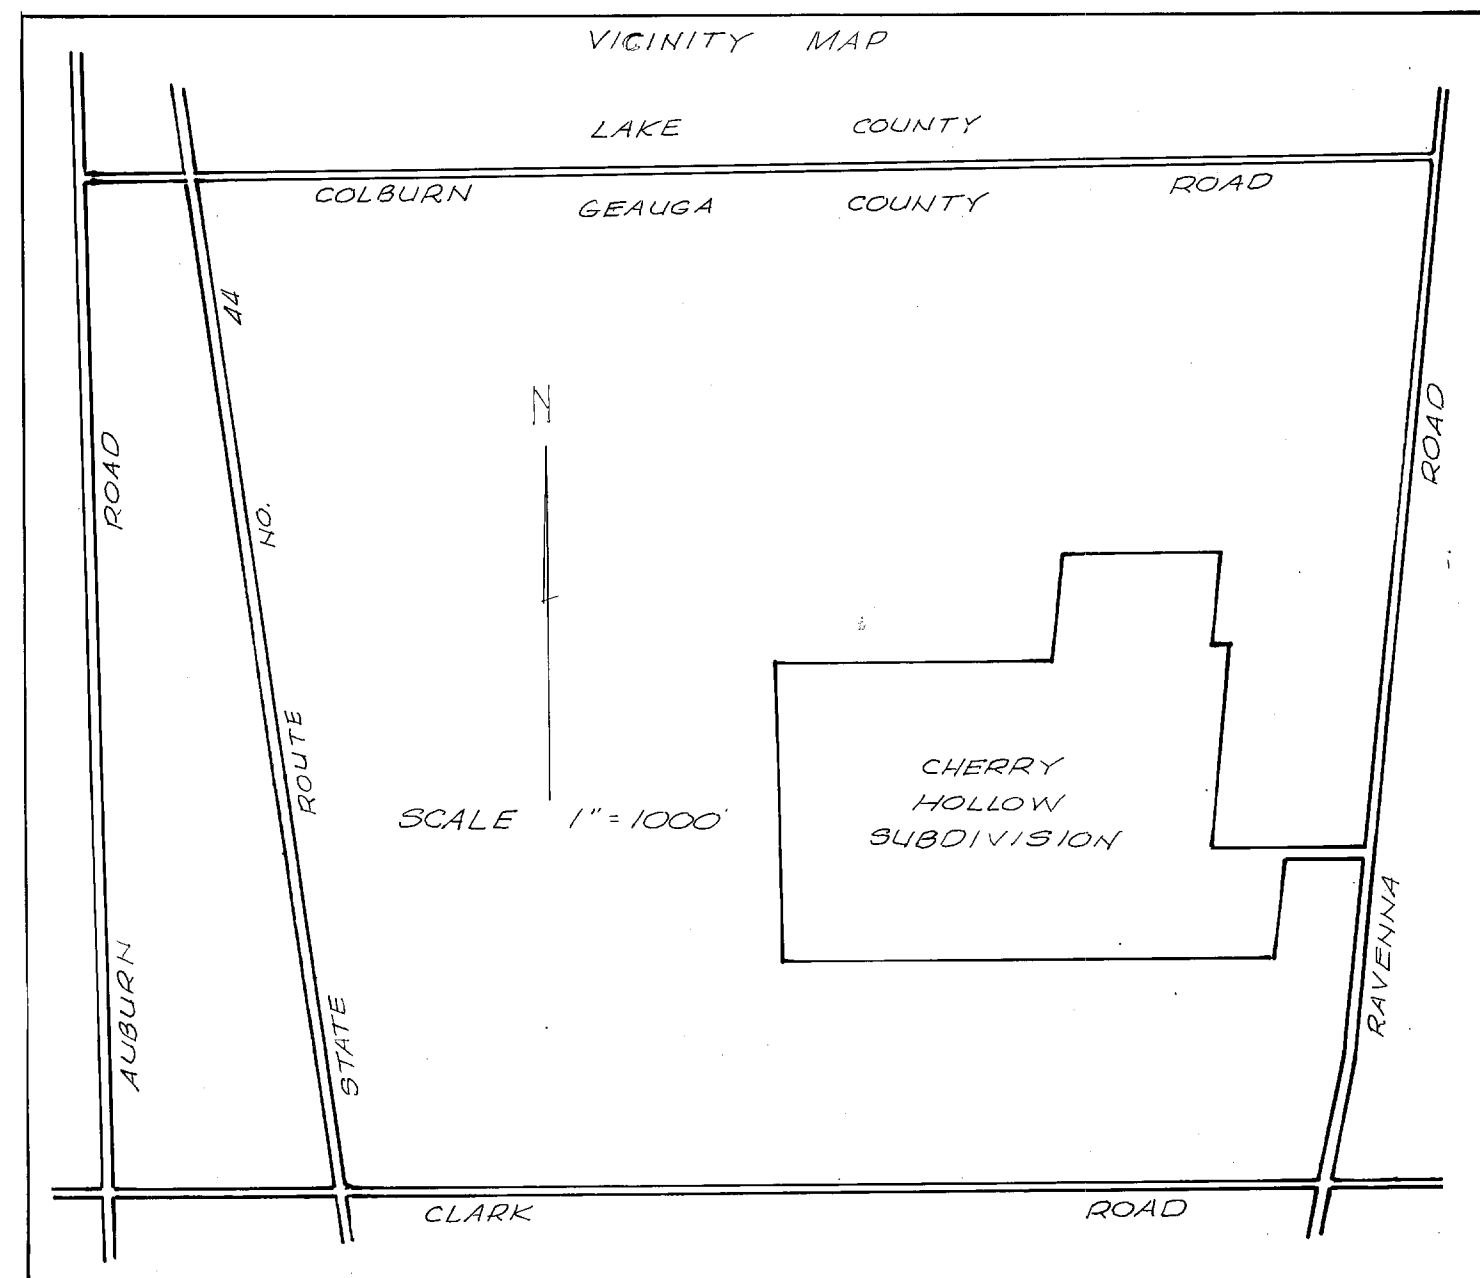 VICINITY MAP
LAKE COUNTY
COLBURN ROAD
GEAUGA COUNTY
STATE ROUTE NO. 44
N
AUBURN ROAD
RAVENNA ROAD
SCALE 1" = 1000'
CHERRY
HOLLOW
SUBDIVISION
CLARK ROAD